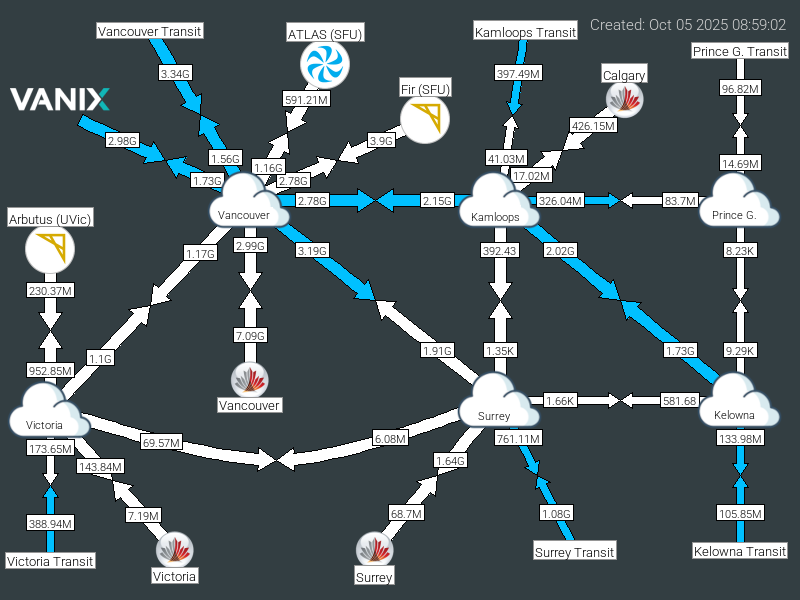 Created: Oct 05 2025 08:59:02
Vancouver Transit
ATLAS (SFU)
Kamloops Transit
Prince G. Transit
3.34G
397.49M
Calgary
Fir (SFU)
96.82M
VANIX
591.21M
426.15M
2.98G
3.9G
1.56G
1.16G
41.03M
14.69M
1.73G
2.78G
17.02M
2.78G
2.15G
326.04M
83.7M
Vancouver
Kamloops
Prince G.
Arbutus (UVic)
2.99G
3.19G
392.43
2.02G
8.23K
1.17G
230.37M
7.09G
1.91G
1.35K
1.73G
9.29K
1.1G
952.85M
Vancouver
1.66K
581.68
Victoria
Surrey
Kelowna
69.57M
6.08M
761.11M
133.98M
173.65M
143.84M
1.64G
388.94M
7.19M
68.7M
1.08G
105.85M
Victoria Transit
Victoria
Surrey
Surrey Transit
Kelowna Transit